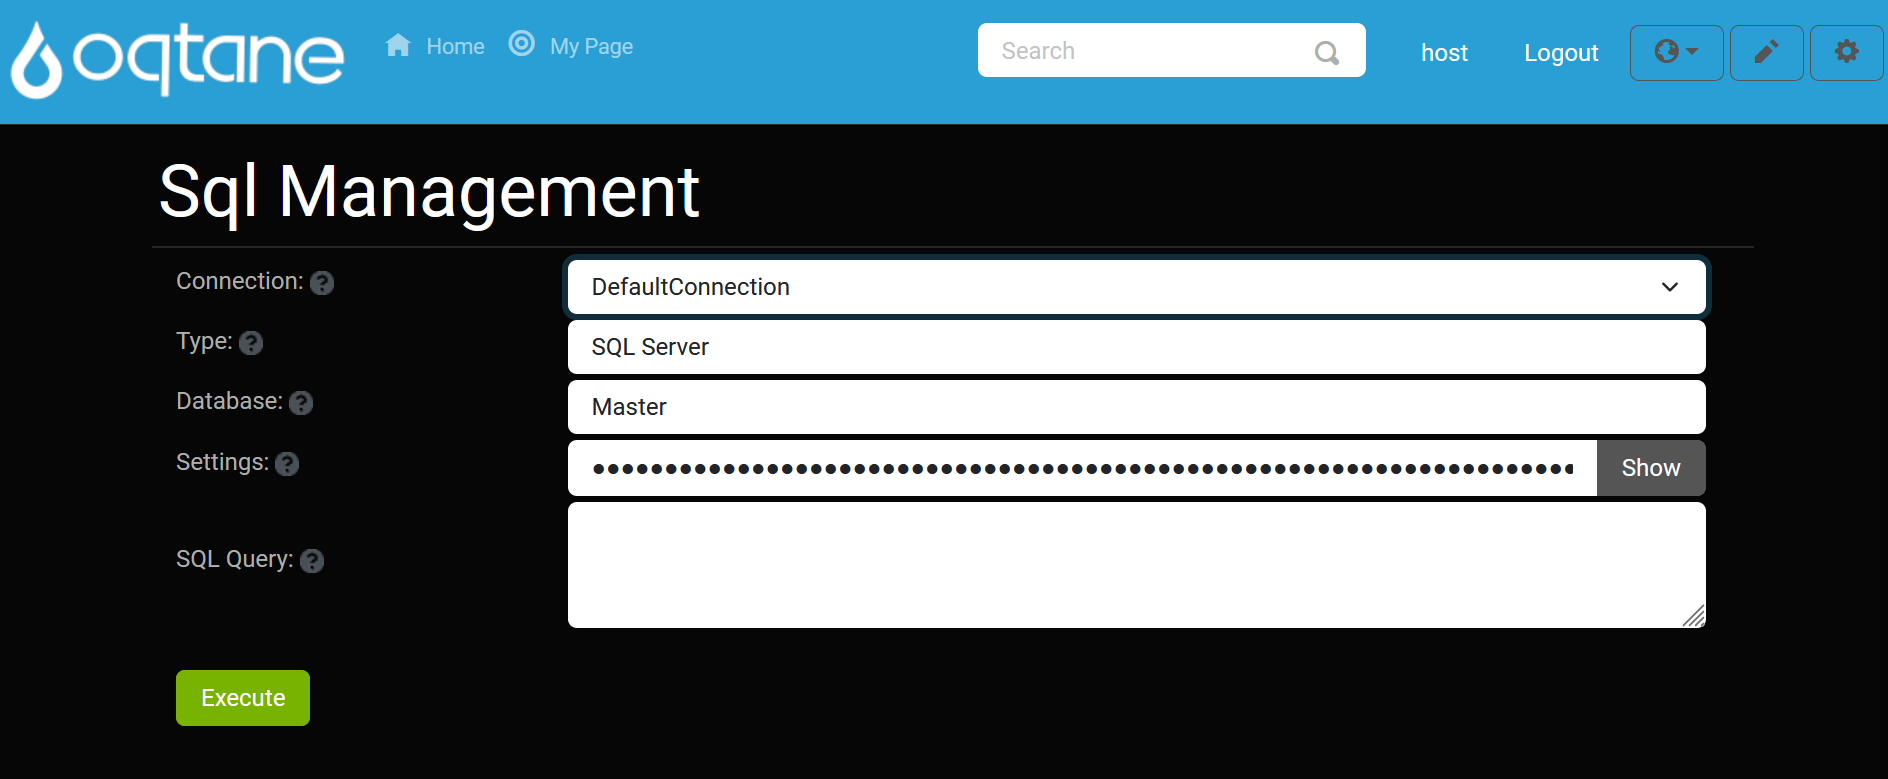 oqtane Home My Page Search host Logout
Sql Management
Connection: DefaultConnection
Type: SQL Server
Database: Master
Settings: •••••••••••••••••••••••••••••••••••••••••••••••••••••••••••••••••••• Show
SQL Query:
Execute